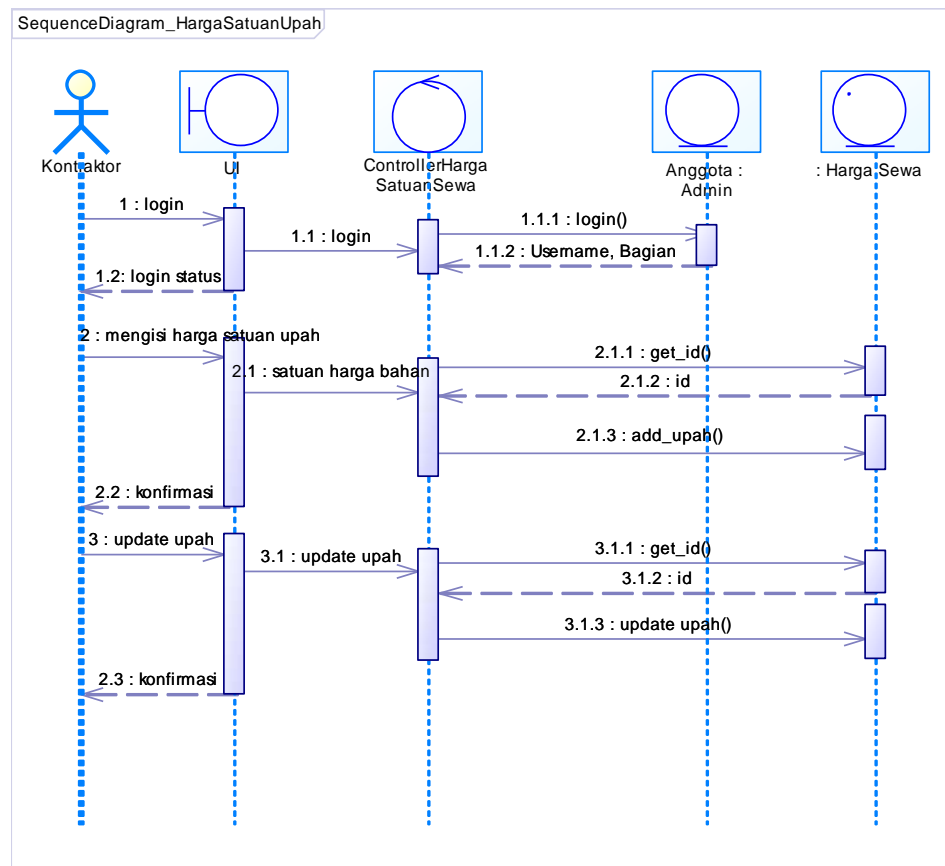 SequenceDiagram_HargaSatuanUpah
Kontraktor
UI
ControllerHarga
SatuanSewa
Anggota :
Admin
: Harga Sewa
1 : login
1.1 : login
1.1.1 : login()
1.1.2 : Username, Bagian
1.2: login status
2 : mengisi harga satuan upah
2.1 : satuan harga bahan
2.1.1 : get_id()
2.1.2 : id
2.1.3 : add_upah()
2.2 : konfirmasi
3 : update upah
3.1 : update upah
3.1.1 : get_id()
3.1.2 : id
3.1.3 : update upah()
2.3 : konfirmasi